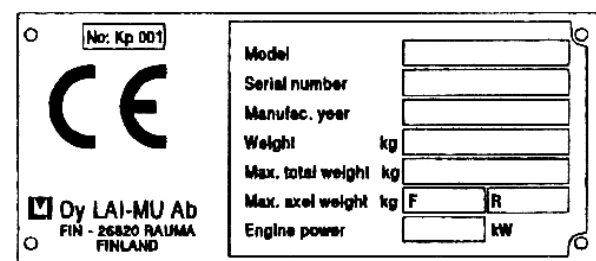 No: Kp 001
CE
Oy LAI-MU Ab
FIN - 26820 RAUMA
FINLAND
Model
Serial number
Manufac. year
Weight kg
Max. total weight kg
Max. axel weight kg F R
Engine power kW